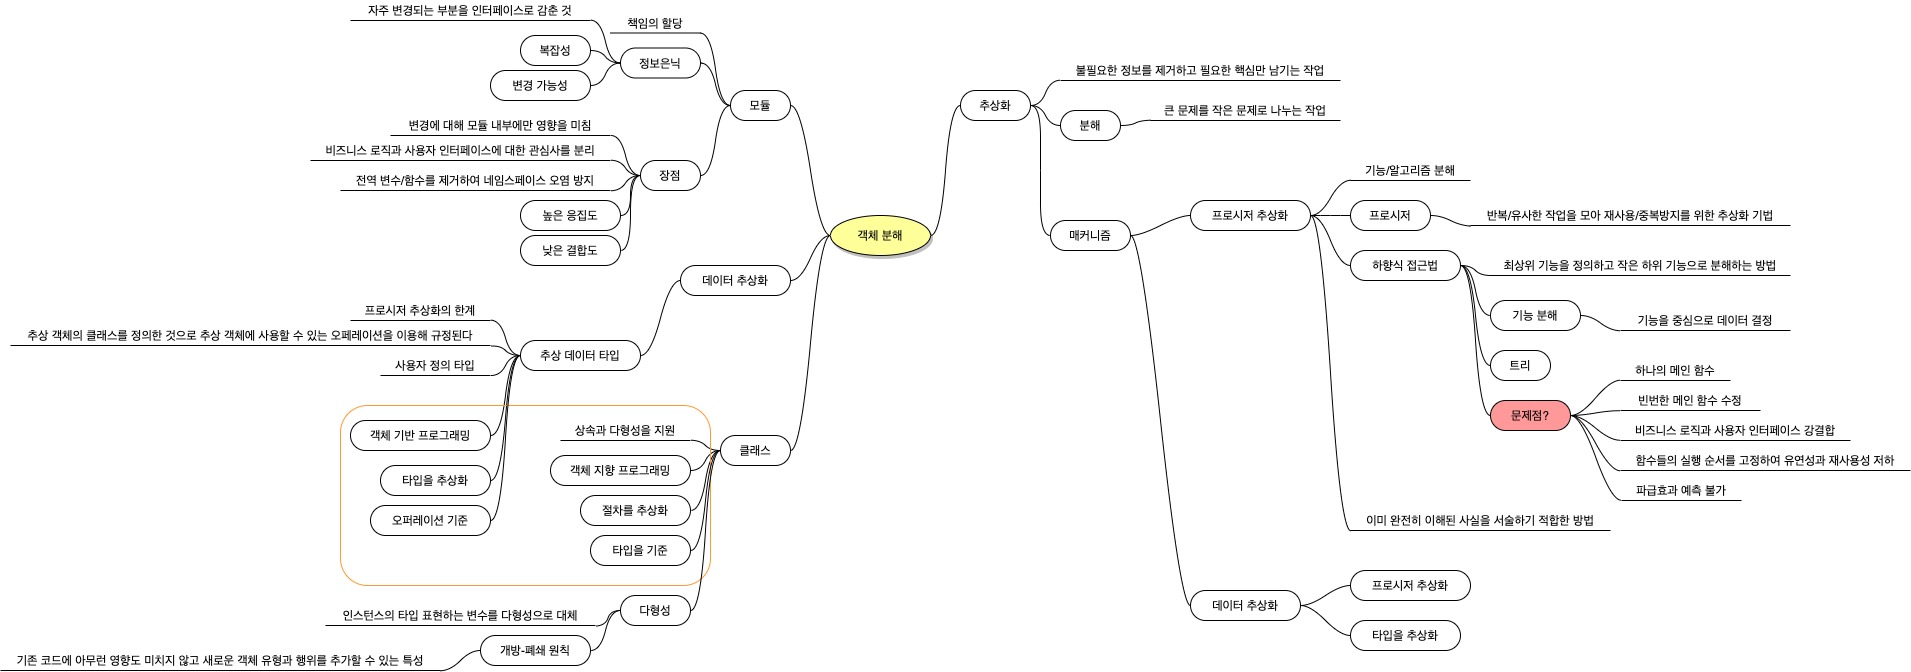 객체 분해
모듈
책임의 할당
정보은닉
자주 변경되는 부분을 인터페이스로 감춘 것
복잡성
변경 가능성
장점
변경에 대해 모듈 내부에만 영향을 미침
비즈니스 로직과 사용자 인터페이스에 대한 관심사를 분리
전역 변수/함수를 제거하여 네임스페이스 오염 방지
높은 응집도
낮은 결합도
데이터 추상화
추상 데이터 타입
프로시저 추상화의 한계
추상 객체의 클래스를 정의한 것으로 추상 객체에 사용할 수 있는 오페레이션을 이용해 규정된다
사용자 정의 타입
객체 기반 프로그래밍
타입을 추상화
오퍼레이션 기준
클래스
상속과 다형성을 지원
객체 지향 프로그래밍
절차를 추상화
타입을 기준
다형성
인스턴스의 타입 표현하는 변수를 다형성으로 대체
개방-폐쇄 원칙
기존 코드에 아무런 영향도 미치지 않고 새로운 객체 유형과 행위를 추가할 수 있는 특성
추상화
불필요한 정보를 제거하고 필요한 핵심만 남기는 작업
분해
큰 문제를 작은 문제로 나누는 작업
매커니즘
프로시저 추상화
기능/알고리즘 분해
프로시저
반복/유사한 작업을 모아 재사용/중복방지를 위한 추상화 기법
하향식 접근법
최상위 기능을 정의하고 작은 하위 기능으로 분해하는 방법
기능 분해
기능을 중심으로 데이터 결정
트리
문제점?
하나의 메인 함수
빈번한 메인 함수 수정
비즈니스 로직과 사용자 인터페이스 강결합
함수들의 실행 순서를 고정하여 유연성과 재사용성 저하
파급효과 예측 불가
이미 완전히 이해된 사실을 서술하기 적합한 방법
데이터 추상화
프로시저 추상화
타입을 추상화